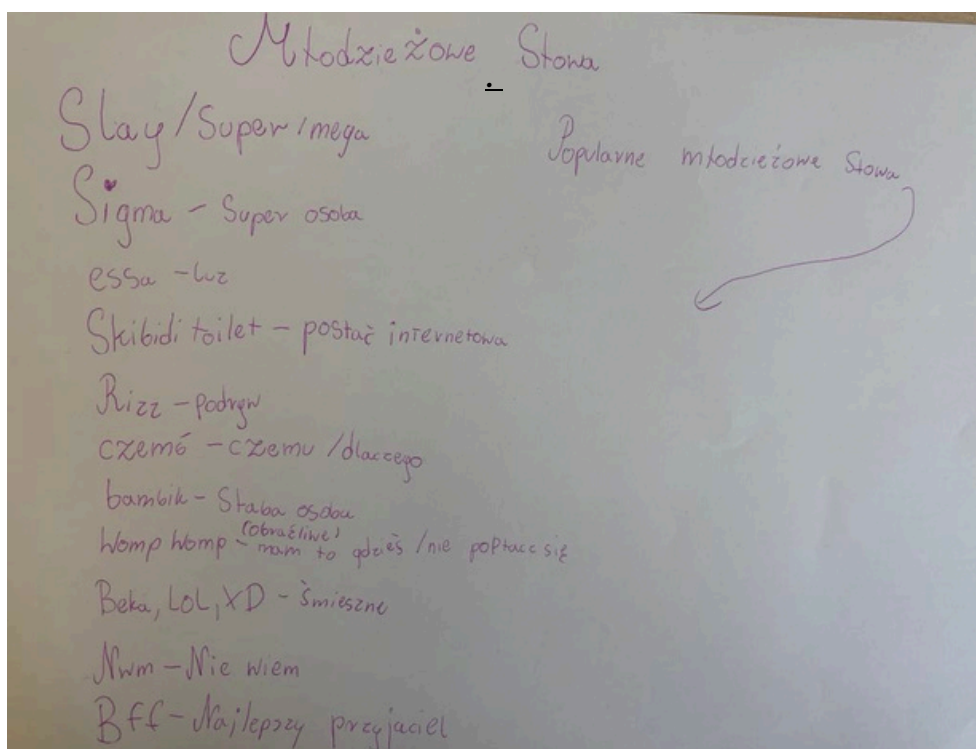 Młodzieżowe Słowa
.
Slay/Super/mega
Popularne młodzieżowe Słowa
Sigma – Super osoba
essa – luz
Skibidi toilet – postać internetowa
Rizz – podryw
czemó – czemu /dlaczego
bambik – Słaba osoba
(obraźliwe)
Womp Womp – mam to gdzieś /nie popłacz się
Beka, LOL, XD – śmieszne
Nwm – Nie wiem
Bff – Najlepszy przyjaciel